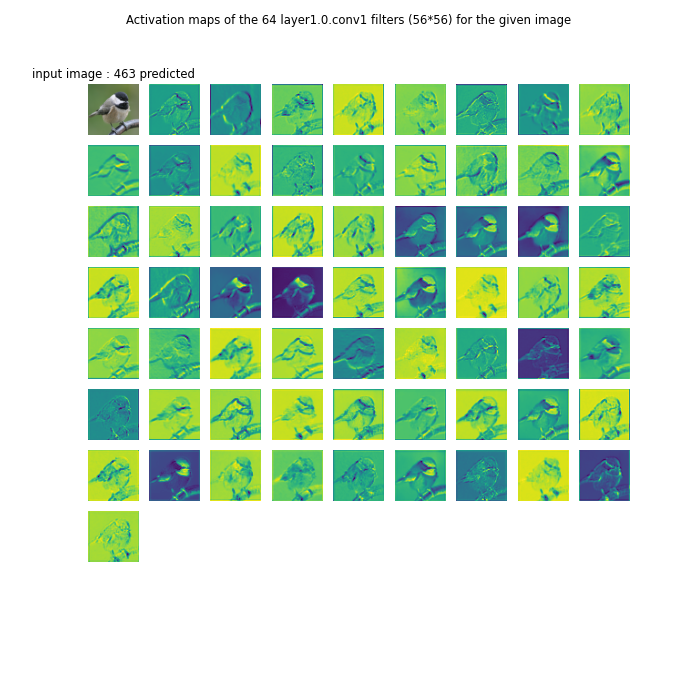 Activation maps of the 64 layer1.0.conv1 filters (56*56) for the given image
input image : 463 predicted